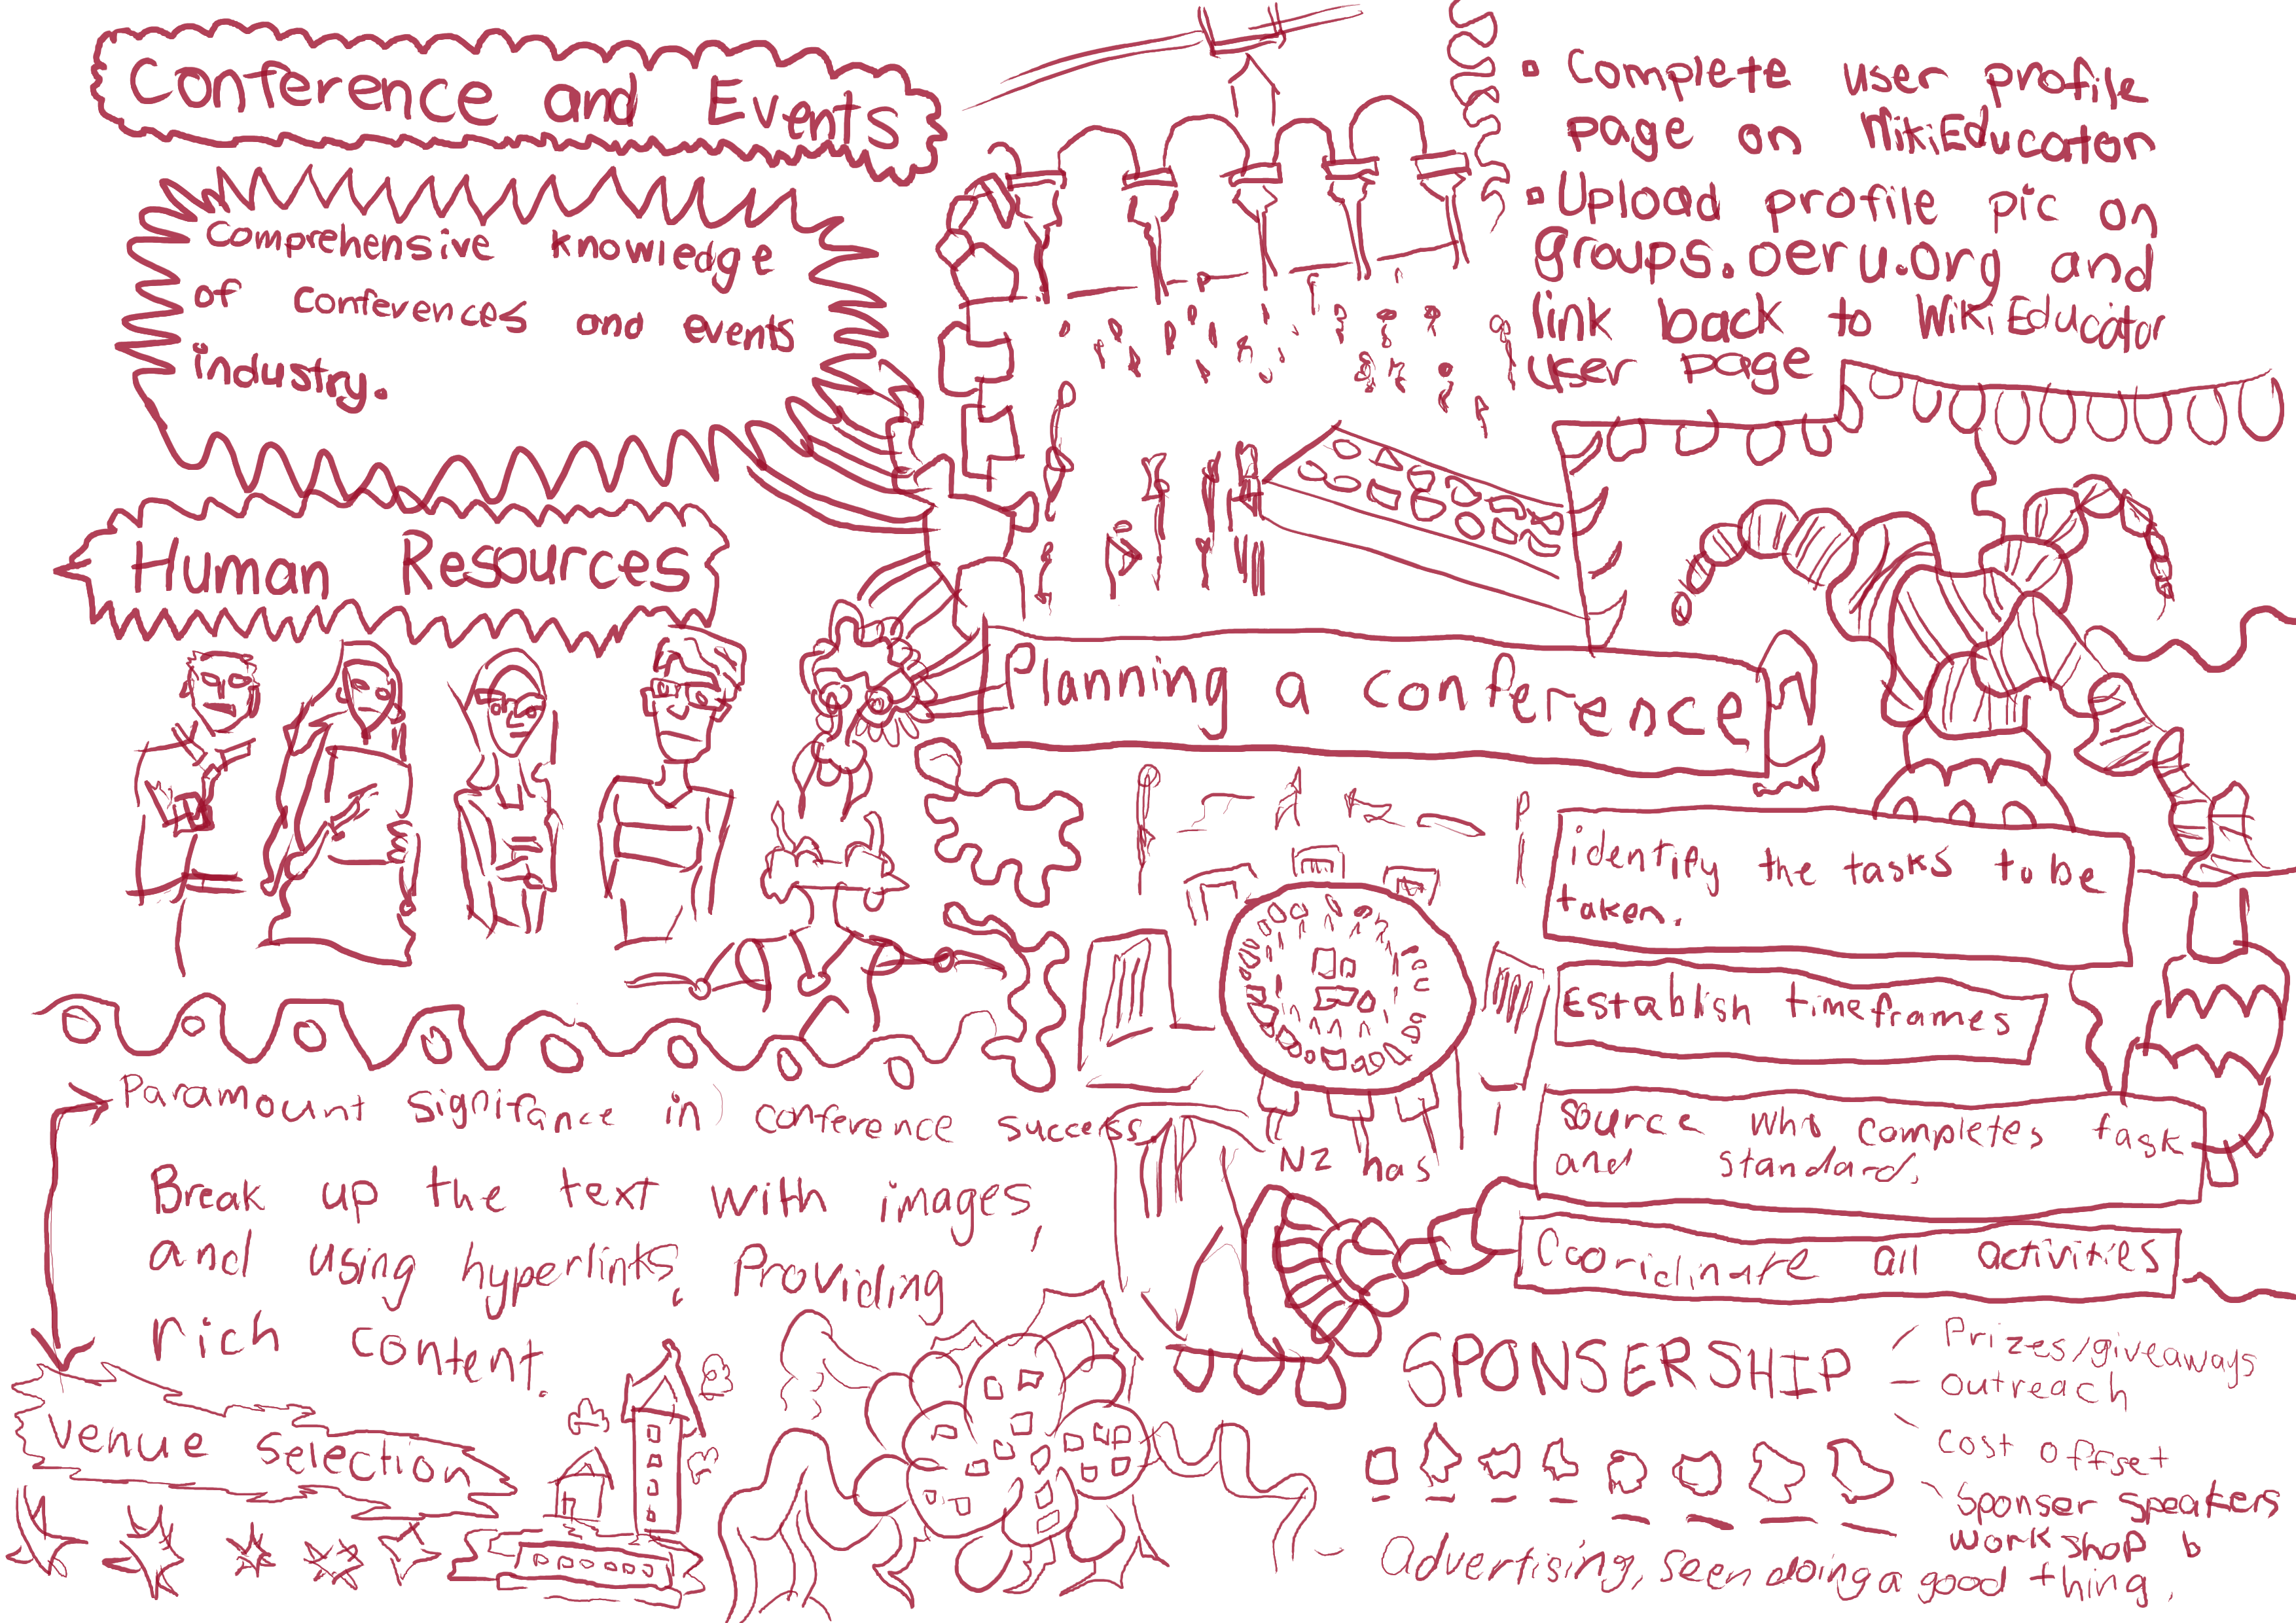 Conference and Events
Comprehensive knowledge
of conferences and events
industry.
Human Resources
▫ Complete user profile
page on WikiEducator
▫ Upload profile pic on
groups.oeru.org and
link back to WikiEducator
user page
Planning a conference
identify the tasks to be
taken.
Establish timeframes
Source who completes task
and standard.
Cooridinate all activities
Paramount signifance in conference success.
Break up the text with images,
and using hyperlinks, Providing
rich content.
Venue selection
NZ has
SPONSERSHIP
Prizes/giveaways
- outreach
cost offset
Sponser speakers
workshop b
Advertising, seen doing a good thing.